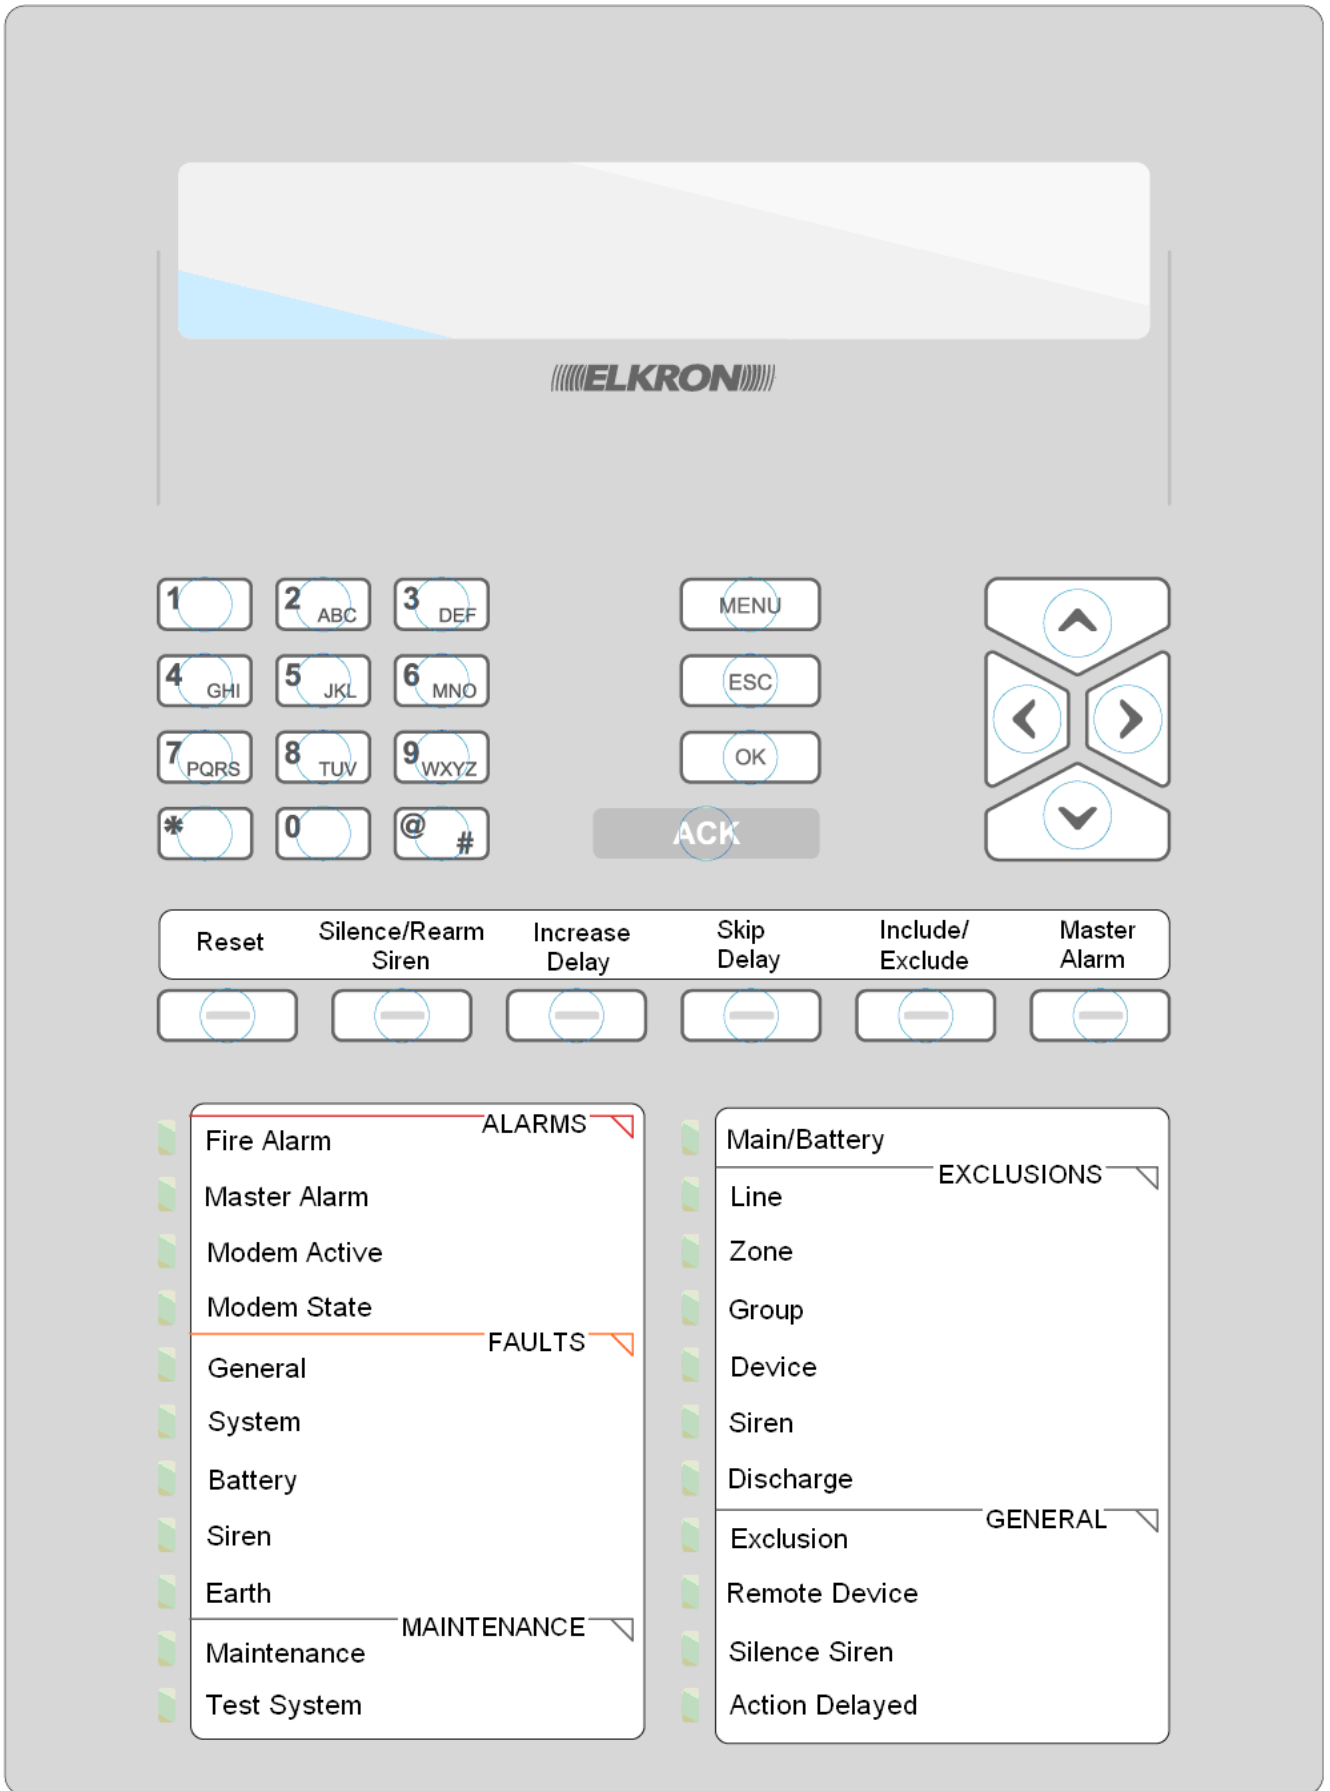 ELKRON
1
2 ABC
3 DEF
MENU
4 GHI
5 JKL
6 MNO
ESC
7 PQRS
8 TUV
9 WXYZ
OK
*
0
@ #
ACK
Reset
Silence/Rearm
Siren
Increase
Delay
Skip
Delay
Include/
Exclude
Master
Alarm
ALARMS
Fire Alarm
Master Alarm
Modem Active
Modem State
FAULTS
General
System
Battery
Siren
Earth
MAINTENANCE
Maintenance
Test System
Main/Battery
EXCLUSIONS
Line
Zone
Group
Device
Siren
Discharge
GENERAL
Exclusion
Remote Device
Silence Siren
Action Delayed